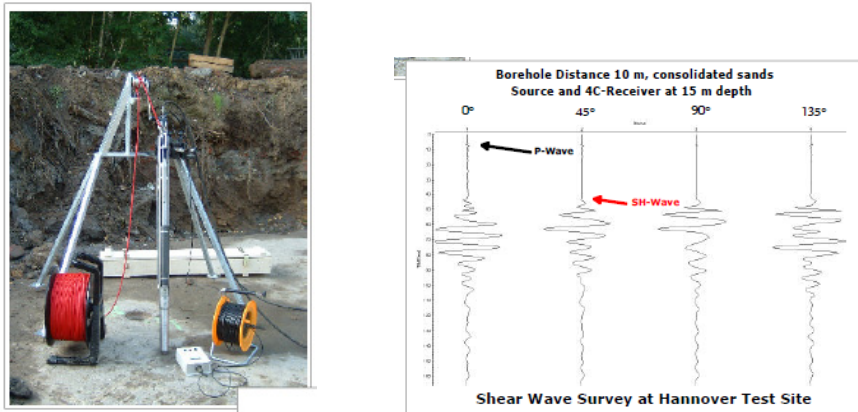 Borehole Distance 10 m, consolidated sands
Source and 4C-Receiver at 15 m depth
0° 45° 90° 135°
P-Wave
SH-Wave
Shear Wave Survey at Hannover Test Site